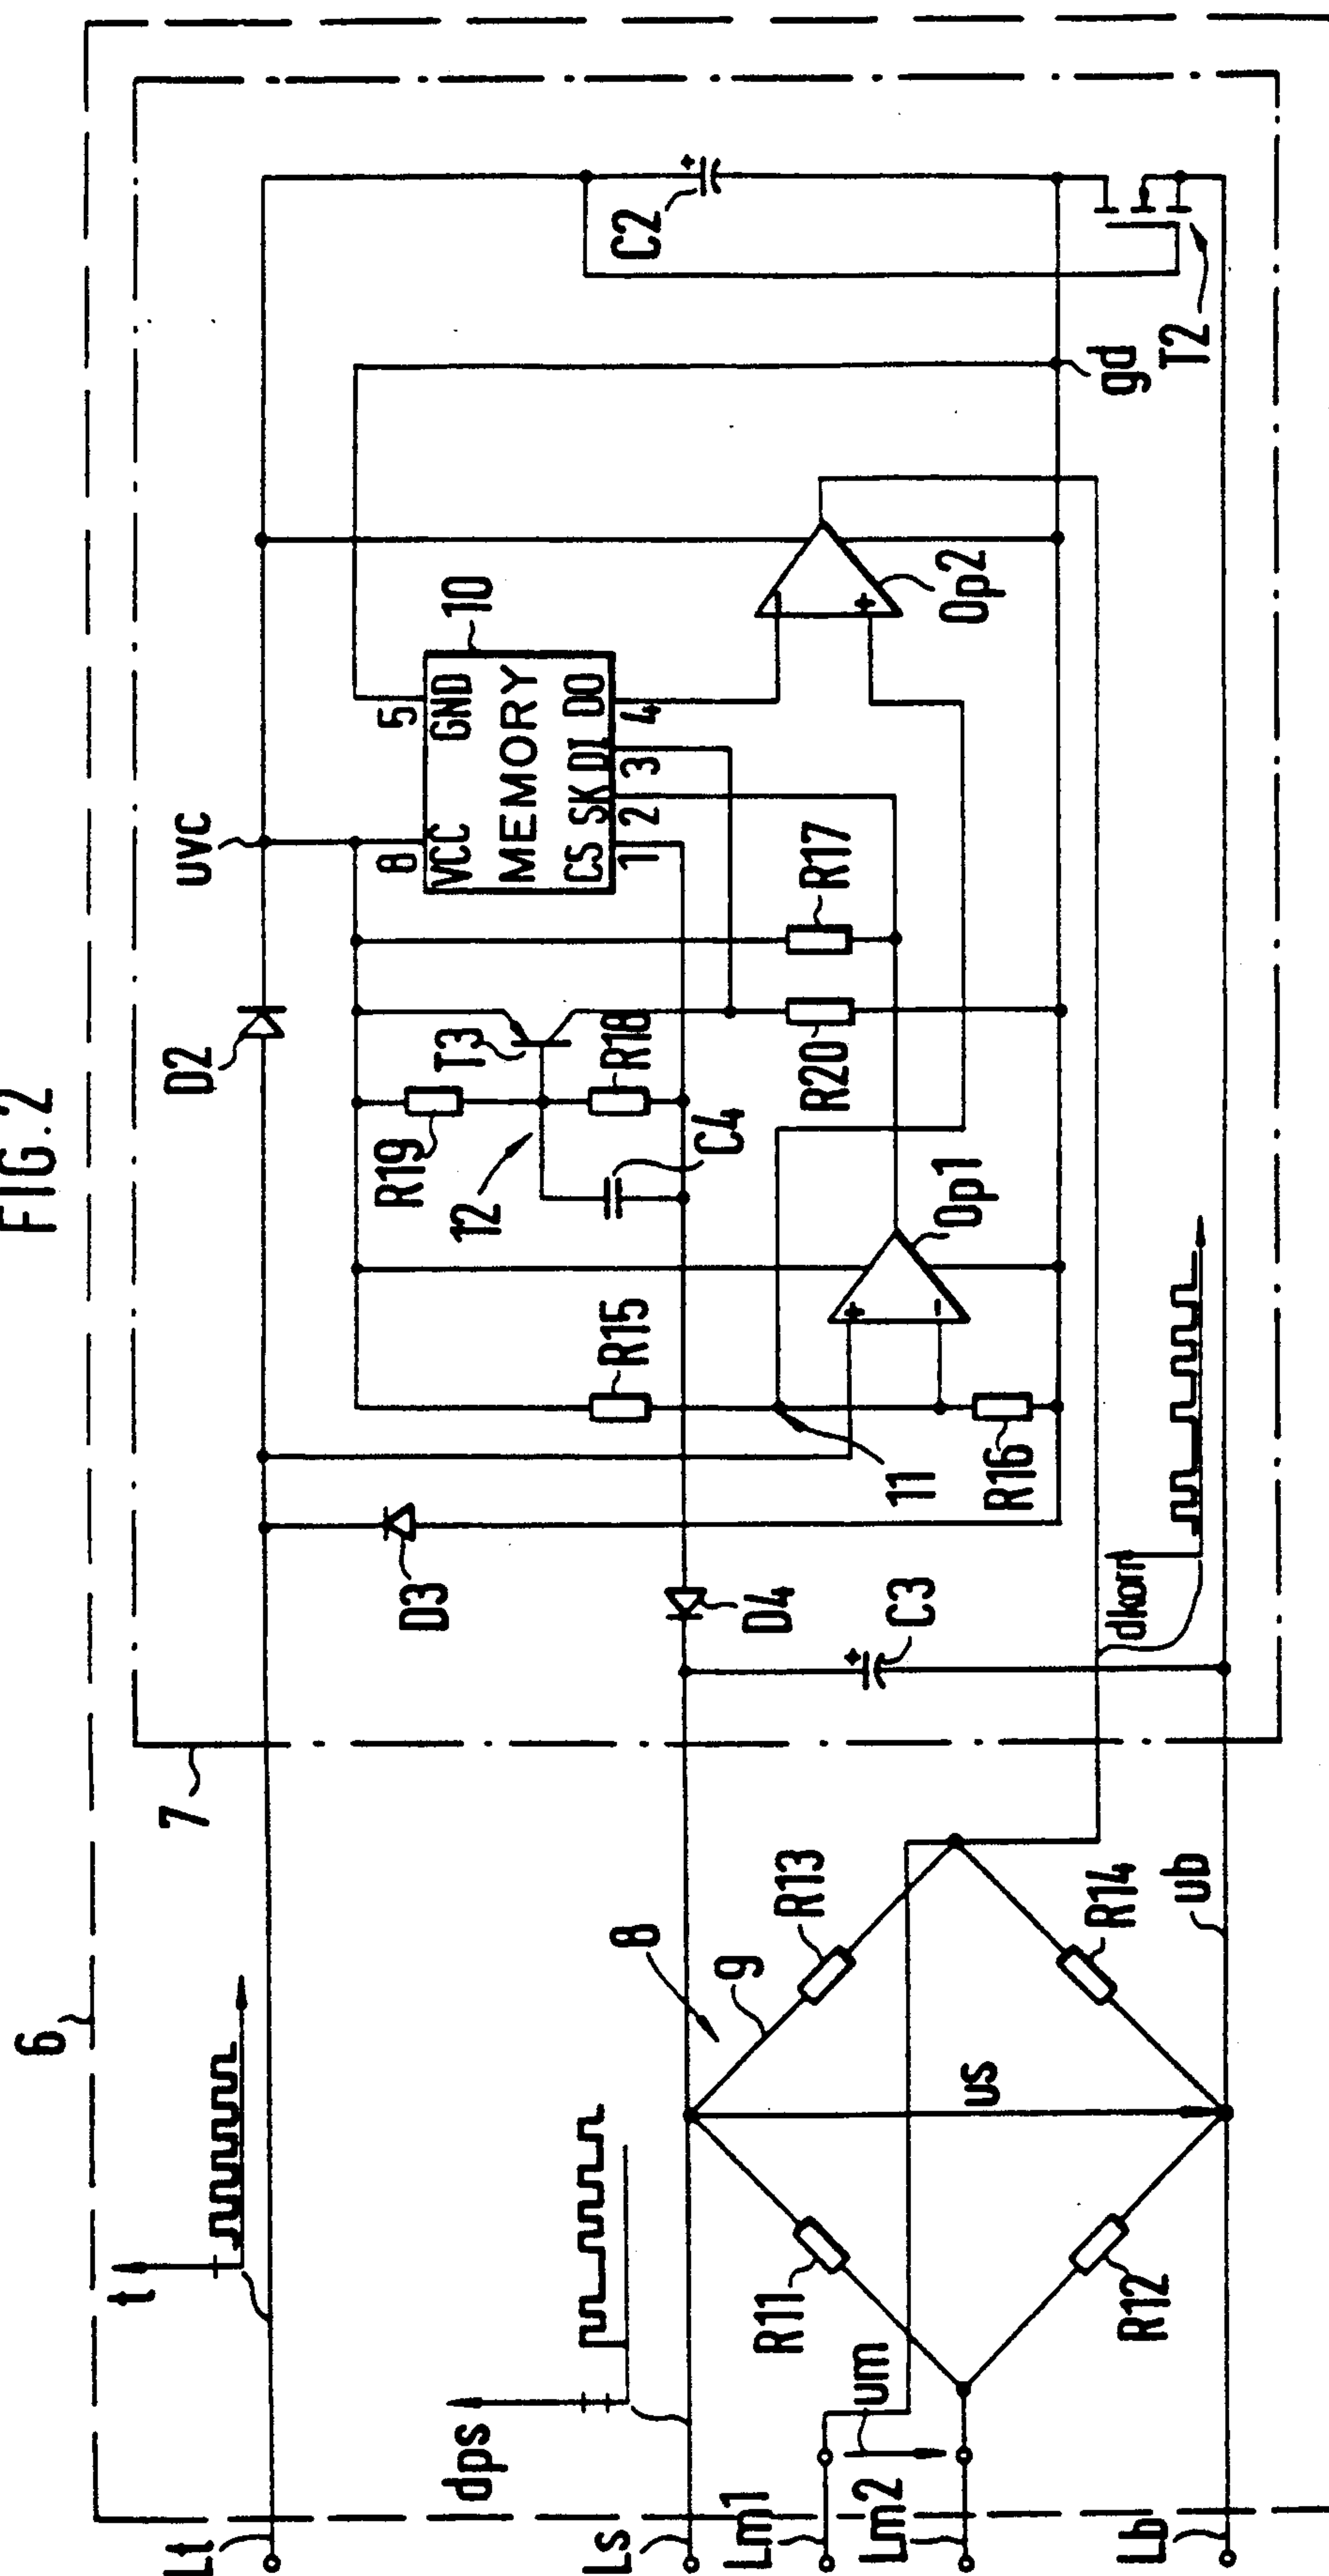 FIG.2
6
7
Lt
t
D2
uvc
D3
R15
R19
12
T3
R18
C4
8
VCC
5
GND
MEMORY
10
CS
SK
DI
DO
1
2
3
4
C2
dps
Ls
8
9
D4
R11
R13
us
um
Lm1
Lm2
R12
R14
ub
Lb
C3
11
R16
+
-
Op1
R20
R17
+
Op2
gd
T2
dkorr
+
+